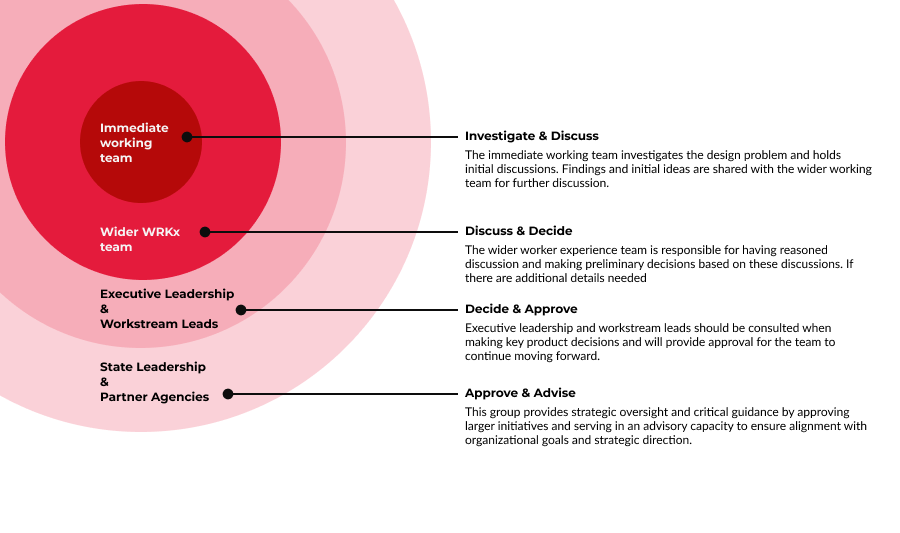 Immediate
working
team
Investigate & Discuss
The immediate working team investigates the design problem and holds
initial discussions. Findings and initial ideas are shared with the wider working
team for further discussion.
Wider WRKx
team
Discuss & Decide
The wider worker experience team is responsible for having reasoned
discussion and making preliminary decisions based on these discussions. If
there are additional details needed
Executive Leadership
&
Workstream Leads
Decide & Approve
Executive leadership and workstream leads should be consulted when
making key product decisions and will provide approval for the team to
continue moving forward.
State Leadership
&
Partner Agencies
Approve & Advise
This group provides strategic oversight and critical guidance by approving
larger initiatives and serving in an advisory capacity to ensure alignment with
organizational goals and strategic direction.